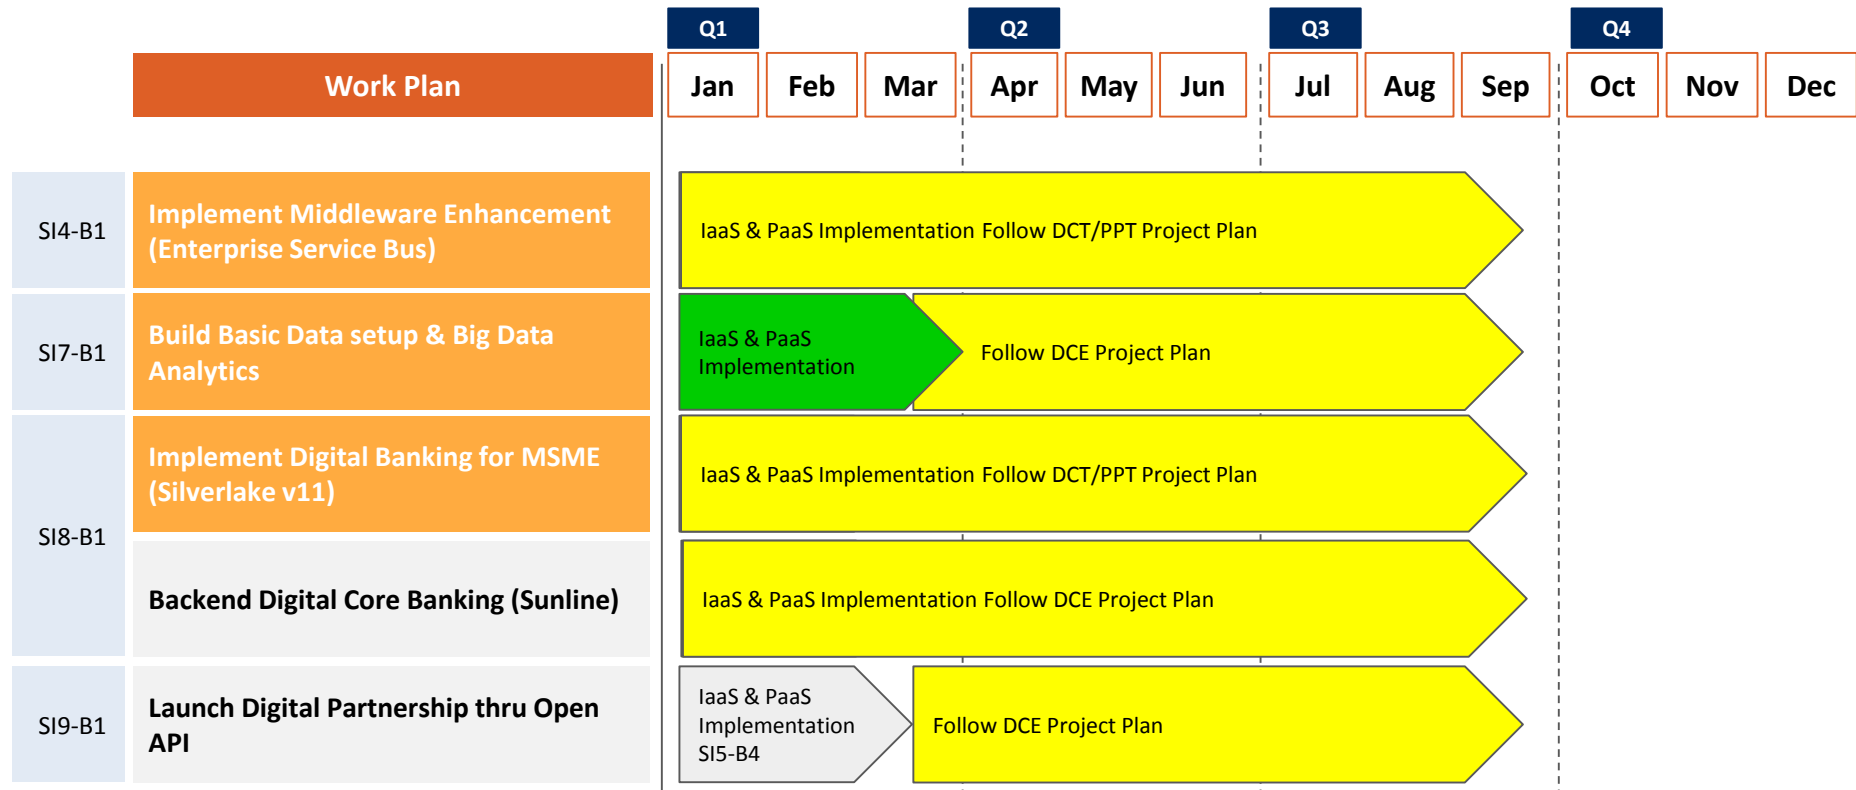 Q1 Q2 Q3 Q4
Work Plan Jan Feb Mar Apr May Jun Jul Aug Sep Oct Nov Dec
SI4-B1
Implement Middleware Enhancement
(Enterprise Service Bus)
IaaS & PaaS Implementation Follow DCT/PPT Project Plan
SI7-B1
Build Basic Data setup & Big Data
Analytics
IaaS & PaaS
Implementation
Follow DCE Project Plan
SI8-B1
Implement Digital Banking for MSME
(Silverlake v11)
IaaS & PaaS Implementation Follow DCT/PPT Project Plan
Backend Digital Core Banking (Sunline)
IaaS & PaaS Implementation Follow DCE Project Plan
SI9-B1
Launch Digital Partnership thru Open
API
IaaS & PaaS
Implementation
SI5-B4
Follow DCE Project Plan